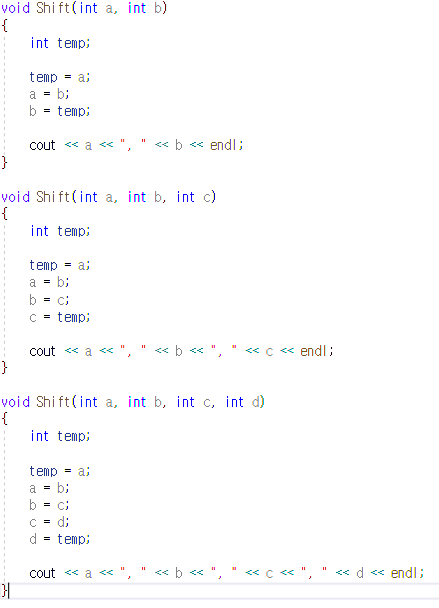 void Shift(int a, int b)
{
    int temp;

    temp = a;
    a = b;
    b = temp;

    cout << a << ", " << b << endl;
}

void Shift(int a, int b, int c)
{
    int temp;

    temp = a;
    a = b;
    b = c;
    c = temp;

    cout << a << ", " << b << ", " << c << endl;
}

void Shift(int a, int b, int c, int d)
{
    int temp;

    temp = a;
    a = b;
    b = c;
    c = d;
    d = temp;

    cout << a << ", " << b << ", " << c << ", " << d << endl;
}